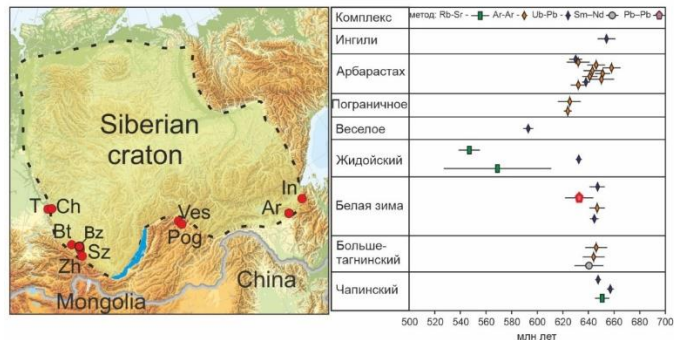 Siberian
craton
In
Ar
T
Ch
Bt
Bz
Sz
Zh
Ves
Pog
China
Mongolia
Комплекс
метод: Rb-Sr - Ar-Ar - Ub-Pb - Sm–Nd - Pb–Pb -
Ингили
Арбарастах
Пограничное
Веселое
Жидойский
Белая зима
Больше-
тагнинский
Чапинский
500 520 540 560 580 600 620 640 660 680 700
млн лет